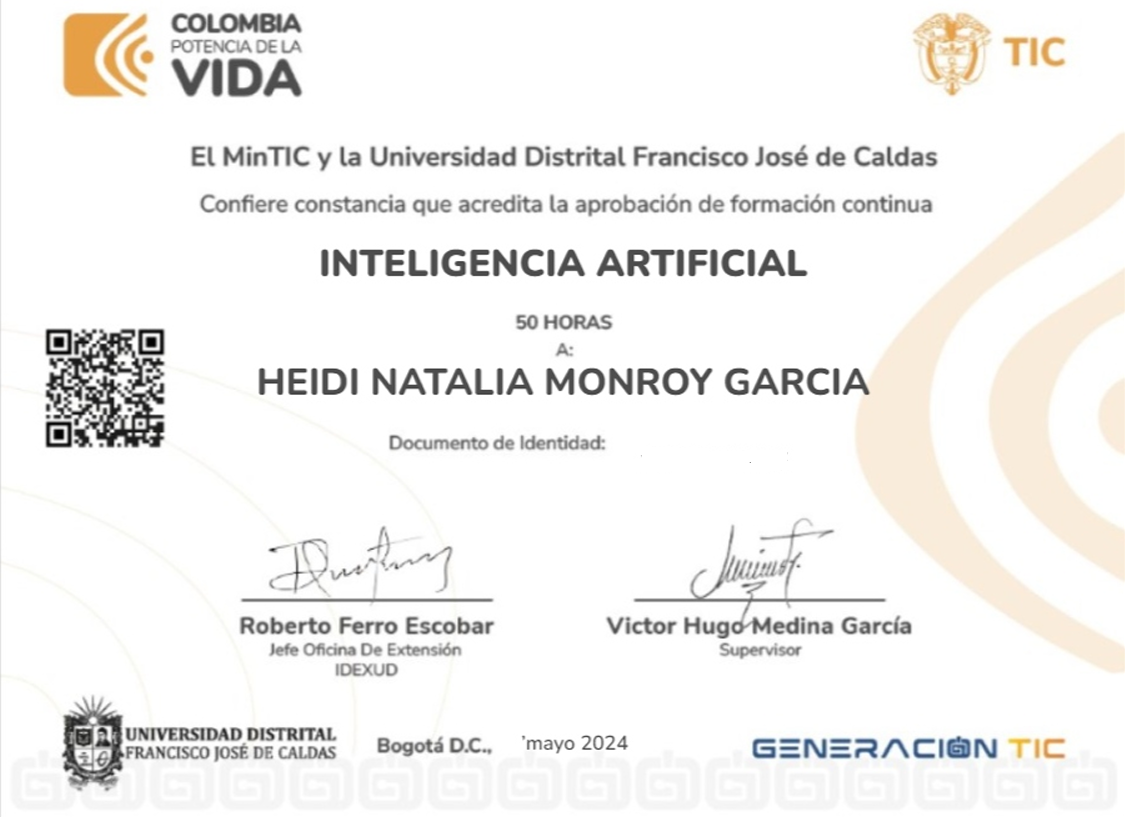 COLOMBIA
POTENCIA DE LA
VIDA
TIC
El MinTIC y la Universidad Distrital Francisco José de Caldas
Confiere constancia que acredita la aprobación de formación continua
INTELIGENCIA ARTIFICIAL
50 HORAS
A:
HEIDI NATALIA MONROY GARCIA
Documento de Identidad:
Roberto Ferro Escobar
Jefe Oficina De Extensión
IDEXUD
Victor Hugo Medina García
Supervisor
UNIVERSIDAD DISTRITAL
FRANCISCO JOSÉ DE CALDAS
Bogotá D.C., 'mayo 2024
GENERACIÓN TIC